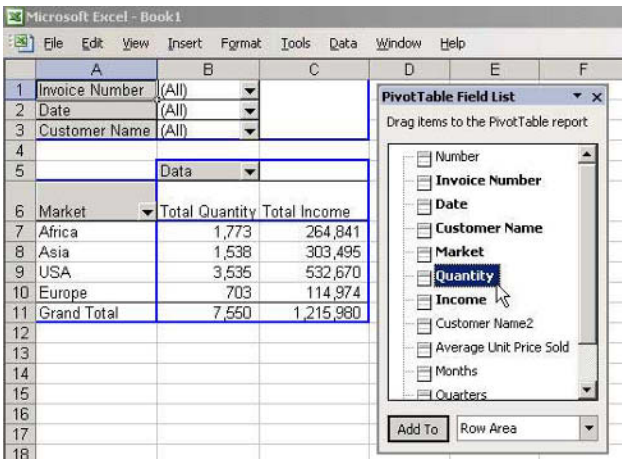 Microsoft Excel - Book1
File Edit View Insert Format Tools Data Window Help
A B C D E F
1 Invoice Number (All)
2 Date (All)
3 Customer Name (All)
4
5 Data
6 Market Total Quantity Total Income
7 Africa 1,773 264,841
8 Asia 1,538 303,495
9 USA 3,535 532,670
10 Europe 703 114,974
11 Grand Total 7,550 1,215,980
12
13
14
15
16
17
18
PivotTable Field List
Drag items to the PivotTable report
Number
Invoice Number
Date
Customer Name
Market
Quantity
Income
Customer Name2
Average Unit Price Sold
Months
Quarters
Add To Row Area